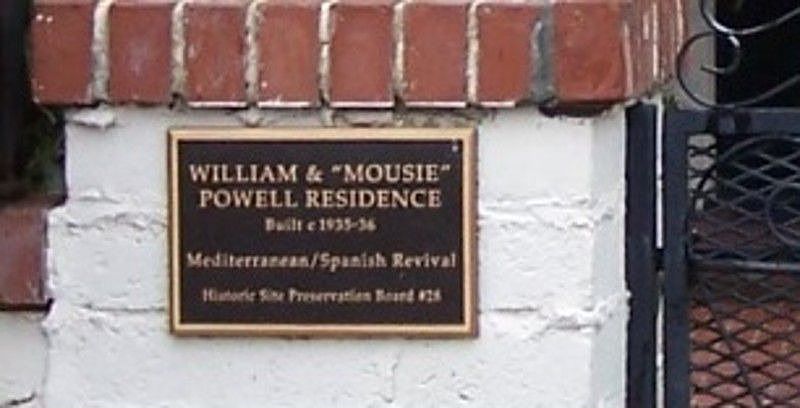 WILLIAM & "MOUSIE"
POWELL RESIDENCE
Built c 1935-36
Mediterranean/Spanish Revival
Historic Site Preservation Board #28